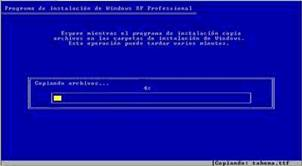 Programa de instalación de Windows XP Professional
Espere mientras el programa de instalación copia
archivos en las carpetas de instalación de Windows.
Esta operación puede tardar varios minutos.
Copiando archivos...
4%
Copiando: tahoma.ttf